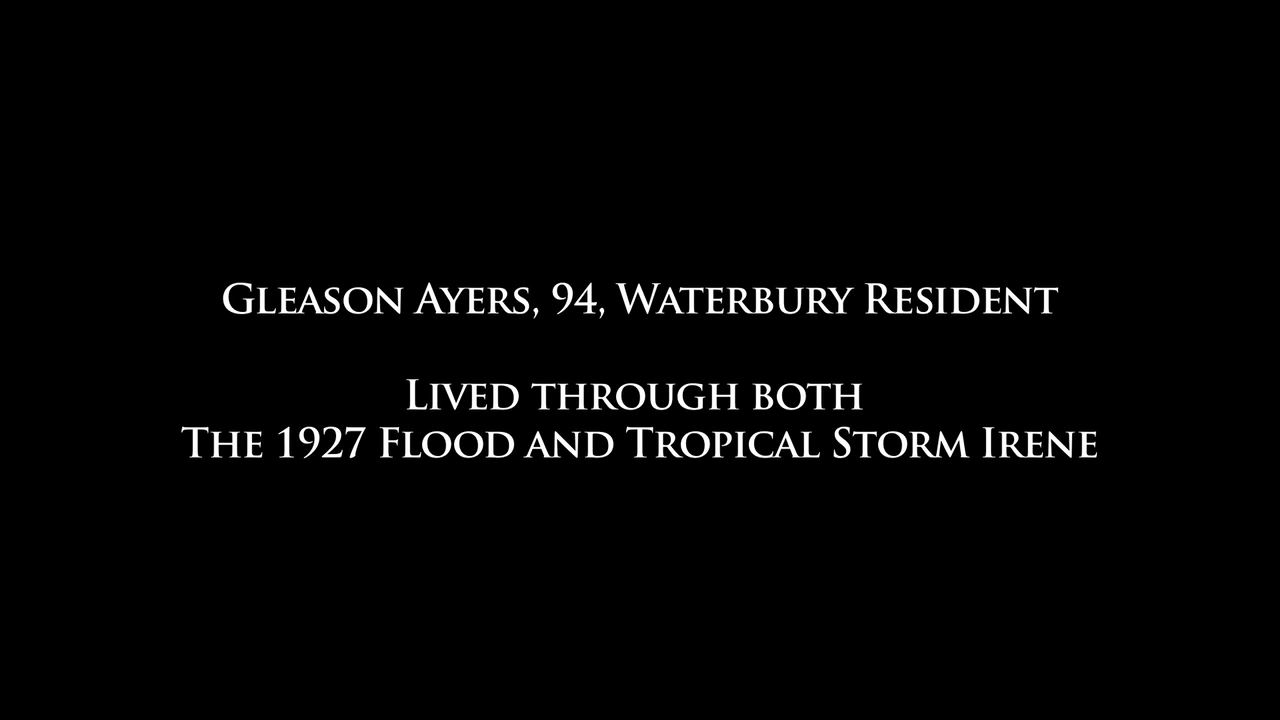 Gleason Ayers, 94, Waterbury Resident
Lived through both
The 1927 Flood and Tropical Storm Irene